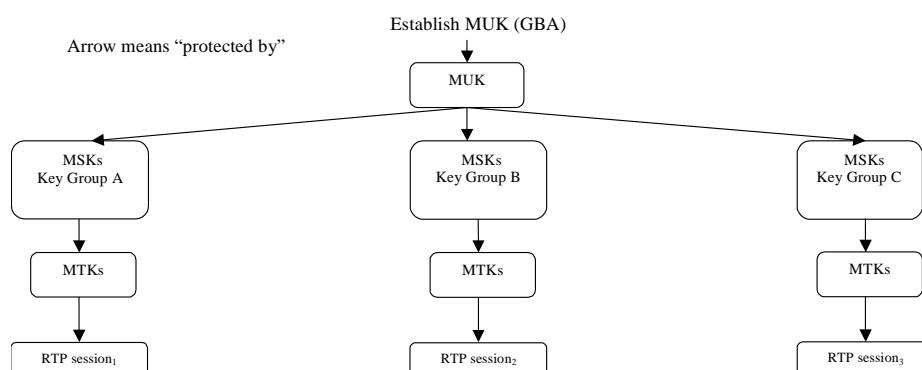 Establish MUK (GBA)
Arrow means “protected by”
MUK
MSKs
Key Group A
MSKs
Key Group B
MSKs
Key Group C
MTKs
MTKs
MTKs
RTP session₁
RTP session₂
RTP session₃